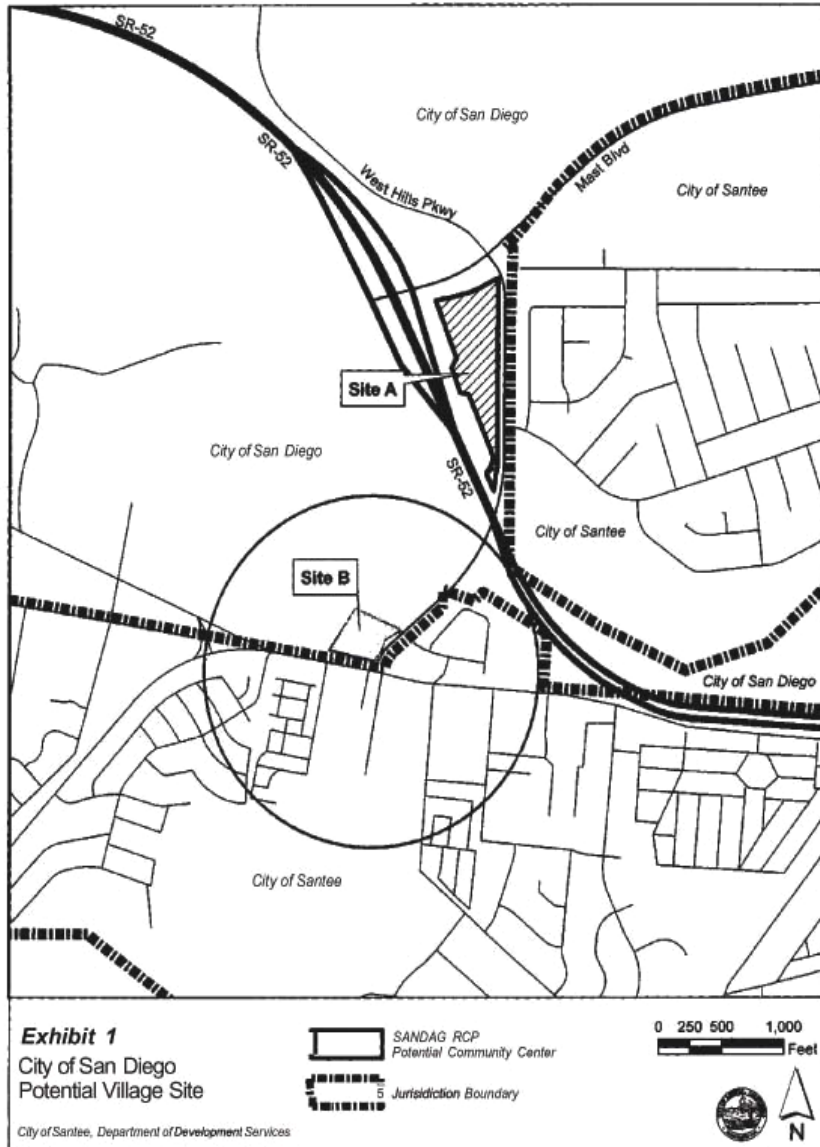 SR-52
City of San Diego
SR-52
West Hills Pkwy
Mast Blvd
City of Santee
Site A
City of San Diego
SR-52
City of Santee
Site B
City of San Diego
City of Santee
Exhibit 1
City of San Diego
Potential Village Site
City of Santee, Department of Development Services
SANDAG RCP
Potential Community Center
5 Jurisidiction Boundary
0 250 500 1,000
Feet
N